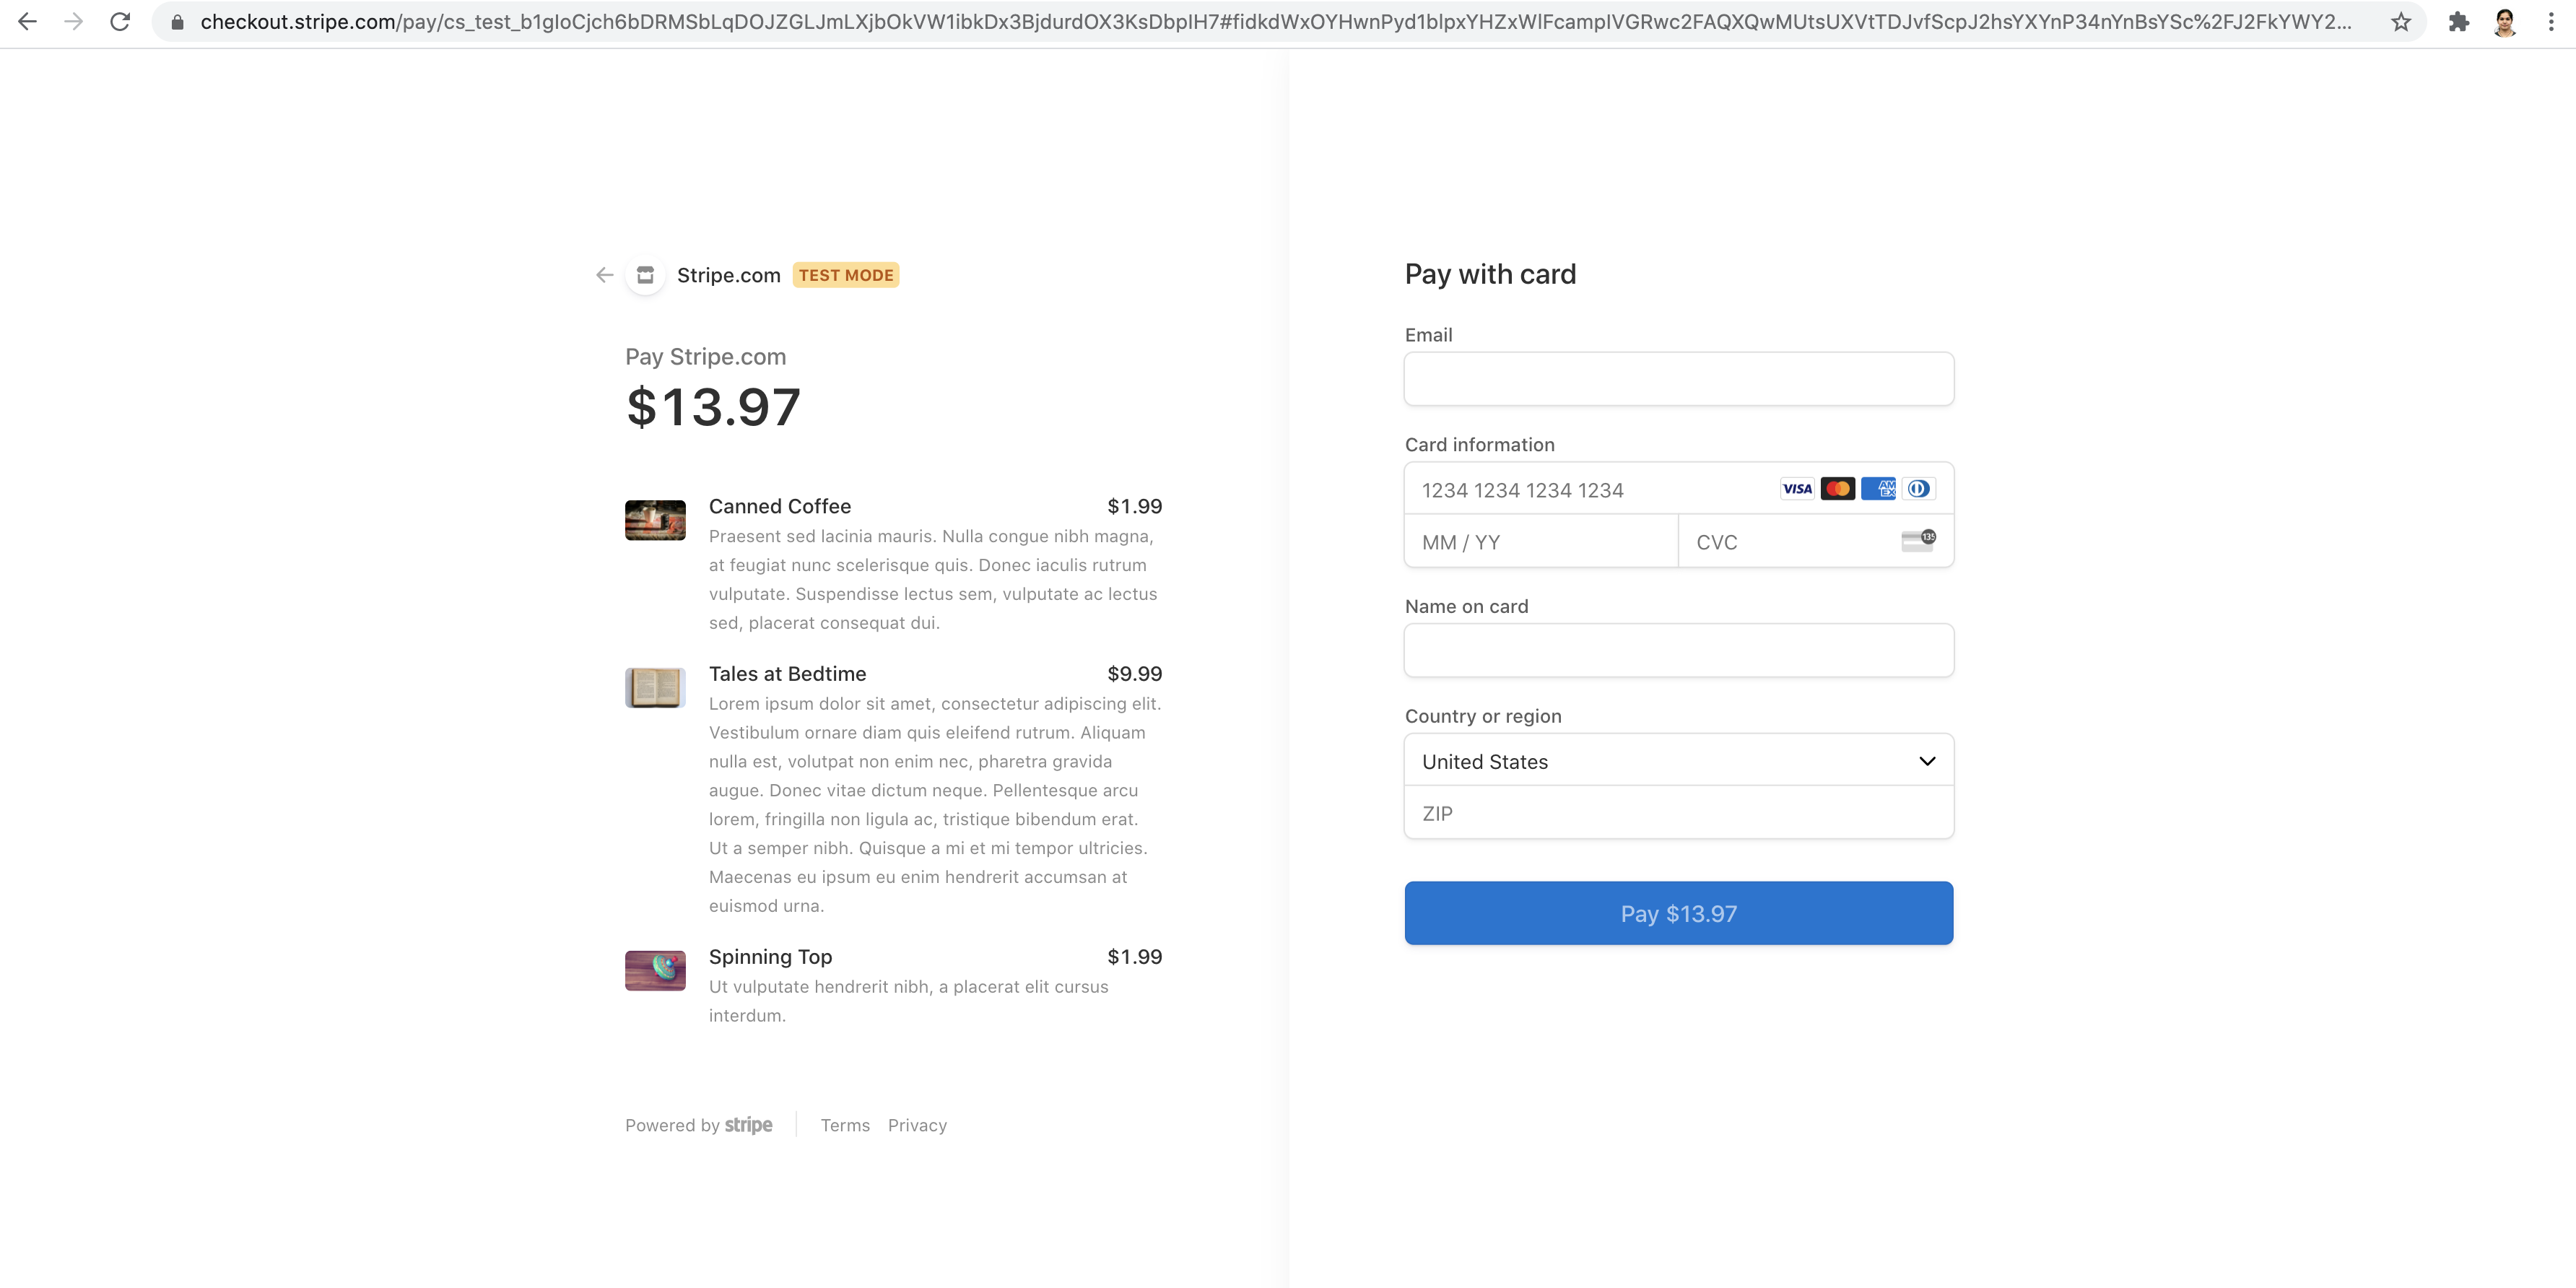 checkout.stripe.com/pay/cs_test_b1gIoCjch6bDRMSbLqDOJZGLJmLXjbOkVW1ibkDx3BjdurdOX3KsDbpIH7#fidkdWxOYHwnPyd1blpxYHZxWlFcampIVGRwc2FAQXQwMUtsUXVtTDJvfScpJ2hsYXYnP34nYnBsYSc%2FJ2FkYWY2...
Stripe.com TEST MODE
Pay Stripe.com
$13.97
Canned Coffee $1.99
Praesent sed lacinia mauris. Nulla congue nibh magna,
at feugiat nunc scelerisque quis. Donec iaculis rutrum
vulputate. Suspendisse lectus sem, vulputate ac lectus
sed, placerat consequat dui.
Tales at Bedtime $9.99
Lorem ipsum dolor sit amet, consectetur adipiscing elit.
Vestibulum ornare diam quis eleifend rutrum. Aliquam
nulla est, volutpat non enim nec, pharetra gravida
augue. Donec vitae dictum neque. Pellentesque arcu
lorem, fringilla non ligula ac, tristique bibendum erat.
Ut a semper nibh. Quisque a mi et mi tempor ultricies.
Maecenas eu ipsum eu enim hendrerit accumsan at
euismod urna.
Spinning Top $1.99
Ut vulputate hendrerit nibh, a placerat elit cursus
interdum.
Powered by stripe Terms Privacy
Pay with card
Email
Card information
1234 1234 1234 1234 VISA AM EX
MM / YY CVC 135
Name on card
Country or region
United States
ZIP
Pay $13.97